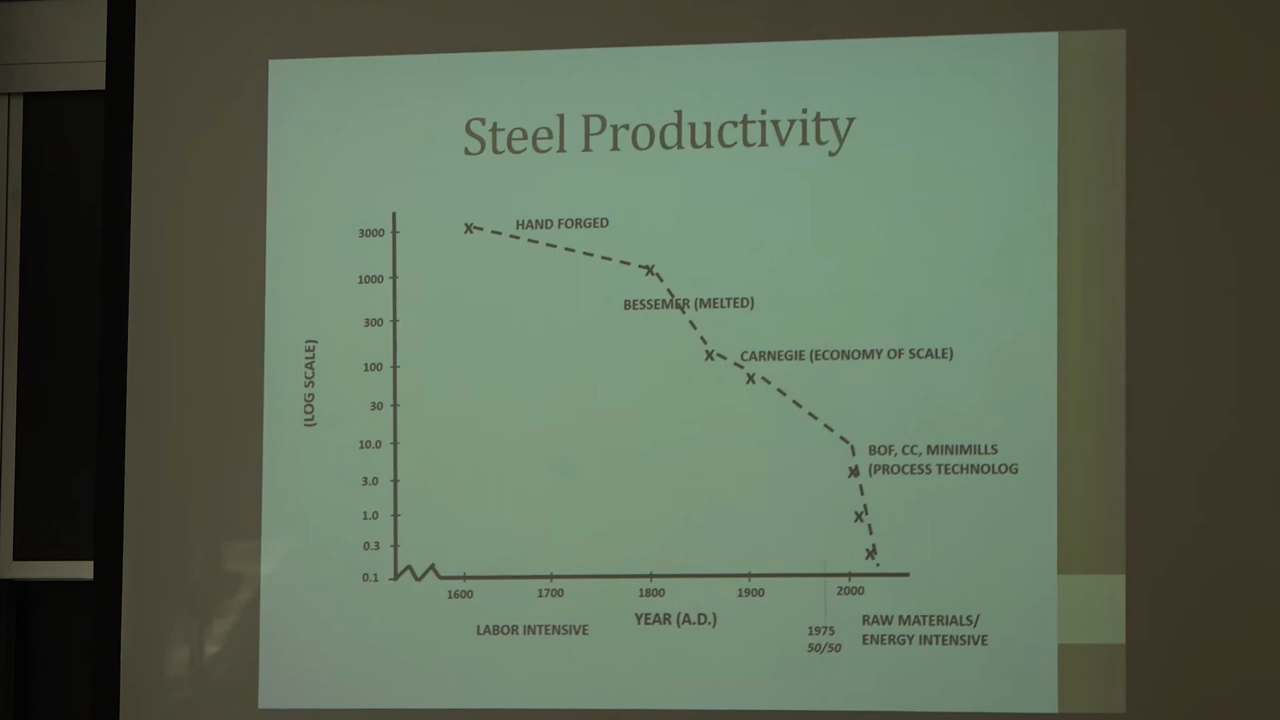 Steel Productivity
(LOG SCALE)
3000
1000
300
100
30
10.0
3.0
1.0
0.3
0.1
HAND FORGED
BESSEMER (MELTED)
CARNEGIE (ECONOMY OF SCALE)
BOF, CC, MINIMILLS
(PROCESS TECHNOLOG
1600 1700 1800 1900 2000
YEAR (A.D.)
LABOR INTENSIVE
1975
50/50
RAW MATERIALS/
ENERGY INTENSIVE